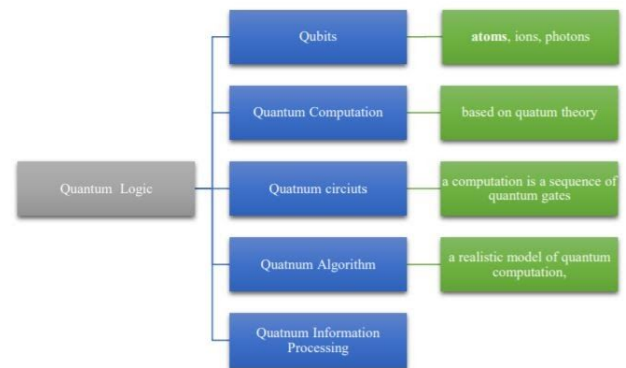 Quantum Logic
Qubits
atoms, ions, photons
Quantum Computation
based on quatum theory
Quatnum circiuts
a computation is a sequence of
quantum gates
Quatnum Algorithm
a realistic model of quantum
computation,
Quatnum Information
Processing